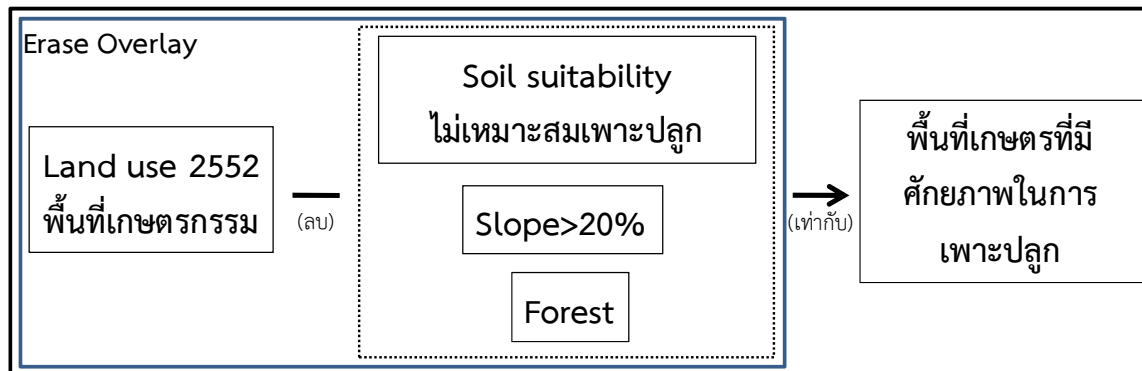 Erase Overlay
Land use 2552
พื้นที่เกษตรกรรม
(ลบ)
Soil suitability
ไม่เหมาะสมเพาะปลูก
Slope>20%
Forest
(เท่ากับ)
พื้นที่เกษตรที่มี
ศักยภาพในการ
เพาะปลูก